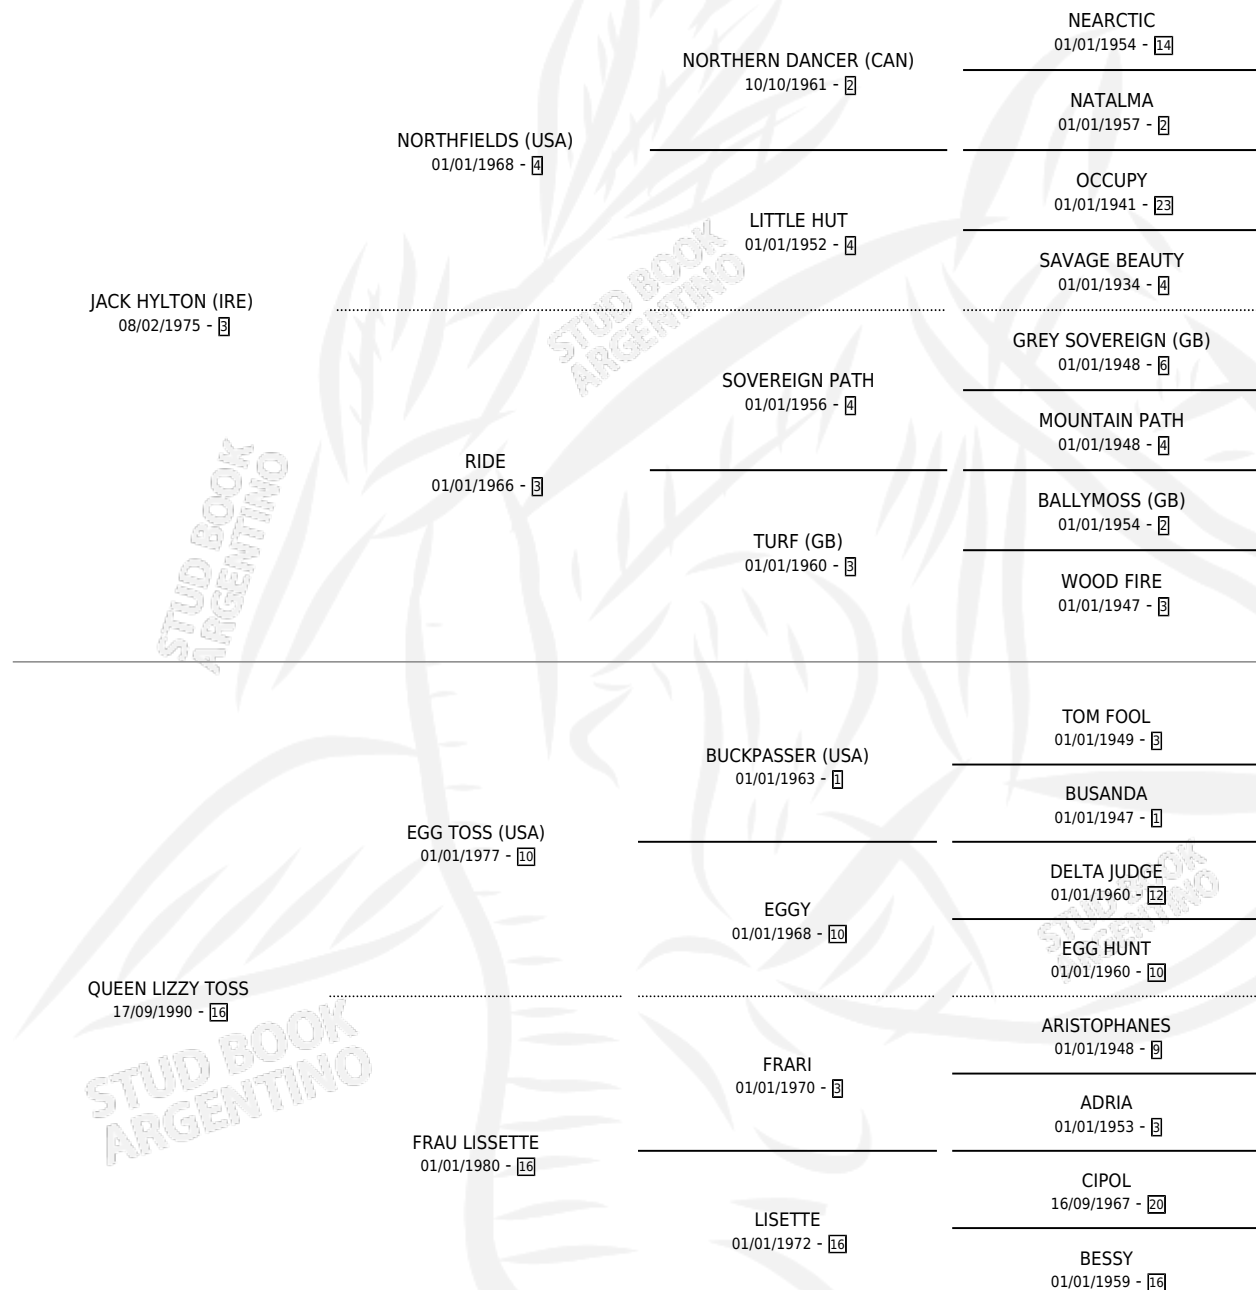 NEARCTIC
01/01/1954 - 14
NORTHERN DANCER (CAN)
10/10/1961 - 2
NATALMA
01/01/1957 - 2
NORTHFIELDS (USA)
01/01/1968 - 4
OCCUPY
01/01/1941 - 23
LITTLE HUT
01/01/1952 - 4
SAVAGE BEAUTY
01/01/1934 - 4
JACK HYLTON (IRE)
08/02/1975 - 3
STUD BOOK
ARGENTINO
GREY SOVEREIGN (GB)
01/01/1948 - 6
SOVEREIGN PATH
01/01/1956 - 4
MOUNTAIN PATH
01/01/1948 - 4
RIDE
01/01/1966 - 3
BALLYMOSS (GB)
01/01/1954 - 2
TURF (GB)
01/01/1960 - 3
WOOD FIRE
01/01/1947 - 3
STUD BOOK
ARGENTINO
TOM FOOL
01/01/1949 - 3
BUCKPASSER (USA)
01/01/1963 - 1
BUSANDA
01/01/1947 - 1
EGG TOSS (USA)
01/01/1977 - 10
DELTA JUDGE
01/01/1960 - 12
EGGY
01/01/1968 - 10
STUD BOOK
ARGENTINO
EGG HUNT
01/01/1960 - 10
QUEEN LIZZY TOSS
17/09/1990 - 16
STUD BOOK
ARGENTINO
ARISTOPHANES
01/01/1948 - 9
FRARI
01/01/1970 - 3
ADRIA
01/01/1953 - 3
FRAU LISSETTE
01/01/1980 - 16
CIPOL
16/09/1967 - 20
LISETTE
01/01/1972 - 16
BESSY
01/01/1959 - 16